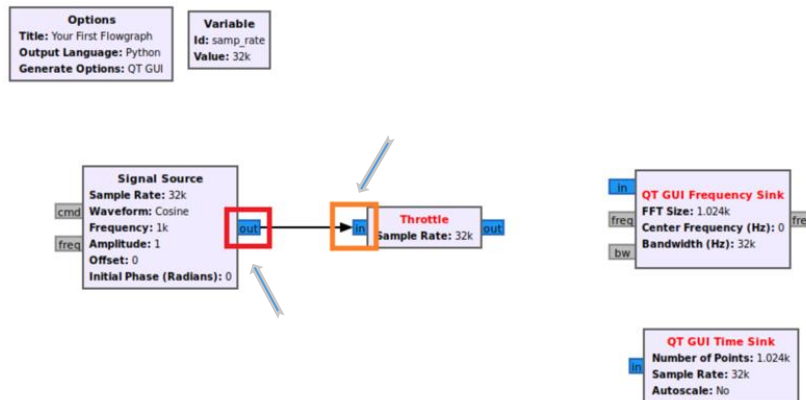 Options
Title: Your First Flowgraph
Output Language: Python
Generate Options: QT GUI
Variable
Id: samp_rate
Value: 32k
Signal Source
Sample Rate: 32k
Waveform: Cosine
Frequency: 1k
Amplitude: 1
Offset: 0
Initial Phase (Radians): 0
cmd
freq
out
in
Throttle
Sample Rate: 32k
out
in
freq
bw
QT GUI Frequency Sink
FFT Size: 1.024k
Center Frequency (Hz): 0
Bandwidth (Hz): 32k
fre
in
QT GUI Time Sink
Number of Points: 1.024k
Sample Rate: 32k
Autoscale: No